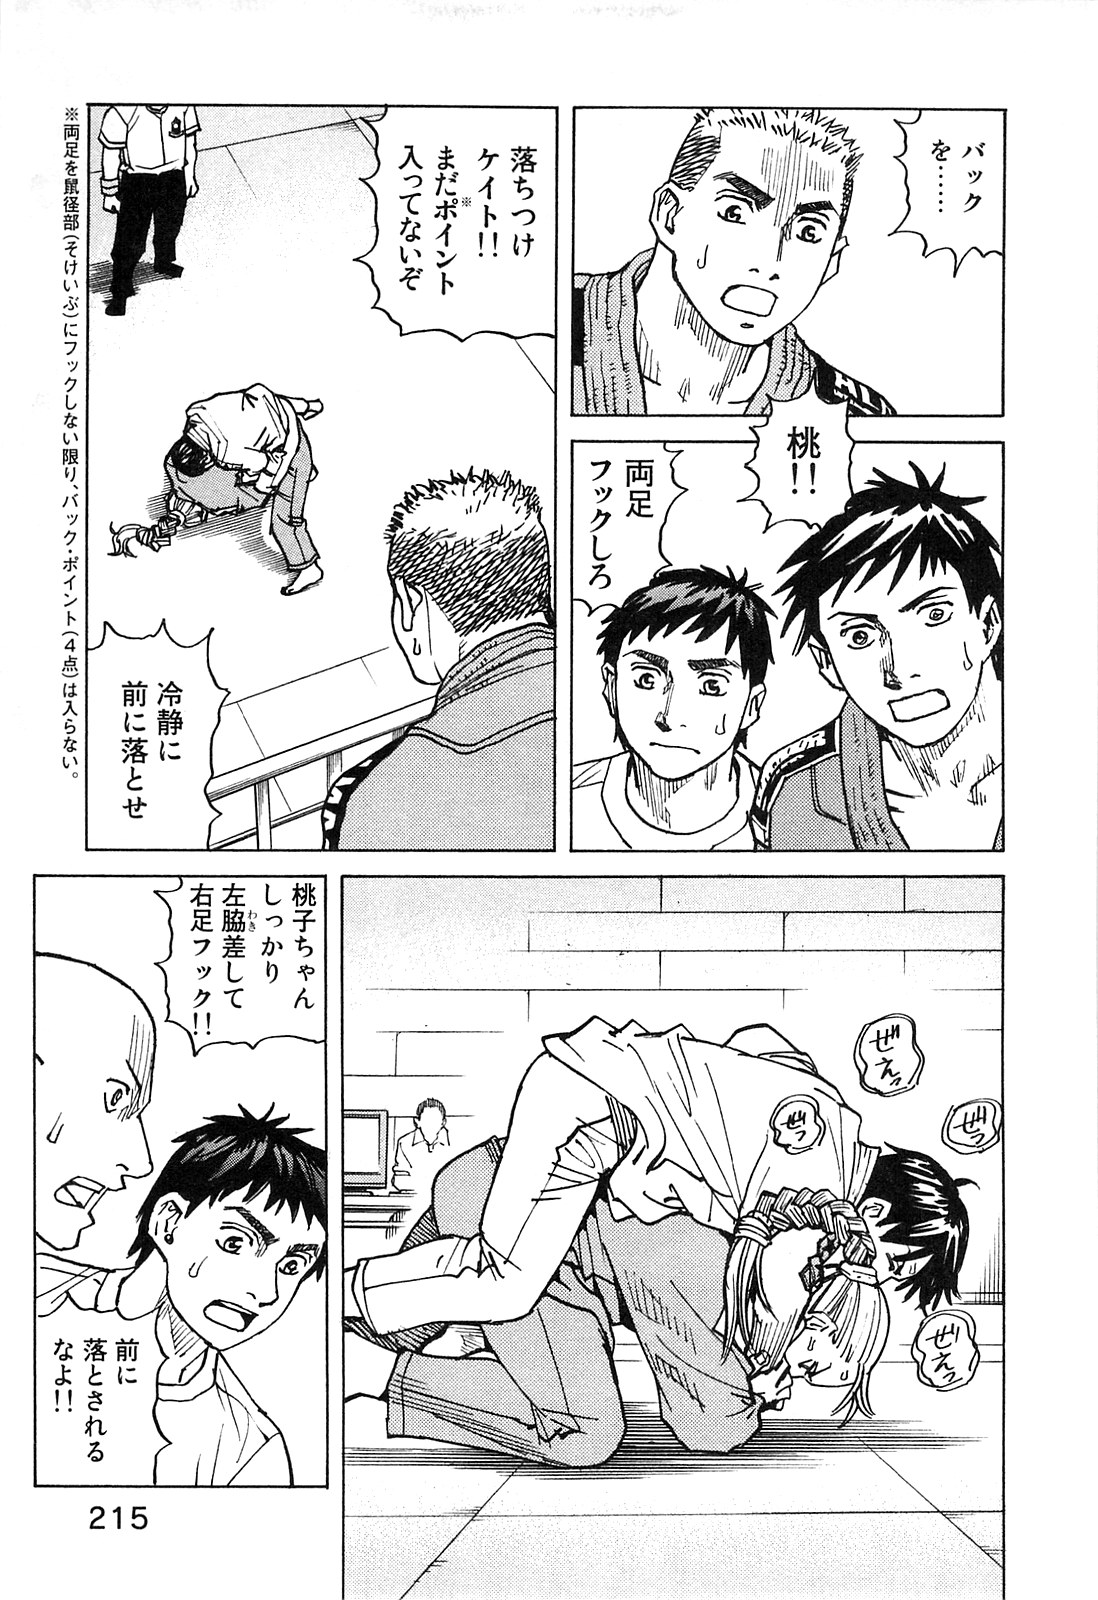 バック
を……
桃!!
両足
フックしろ
落ちつけ
ケイト!!
まだポイント※
入ってないぞ
冷静に
前に落とせ
※両足を鼠径部(そけいぶ)にフックしない限り、バック・ポイント(4点)は入らない。
ぜえっ
ぜっ
ぜっ
ぜえっ
桃子ちゃん
しっかり
左脇差して
わき
右足フック!!
前に
落とされる
なよ!!
215